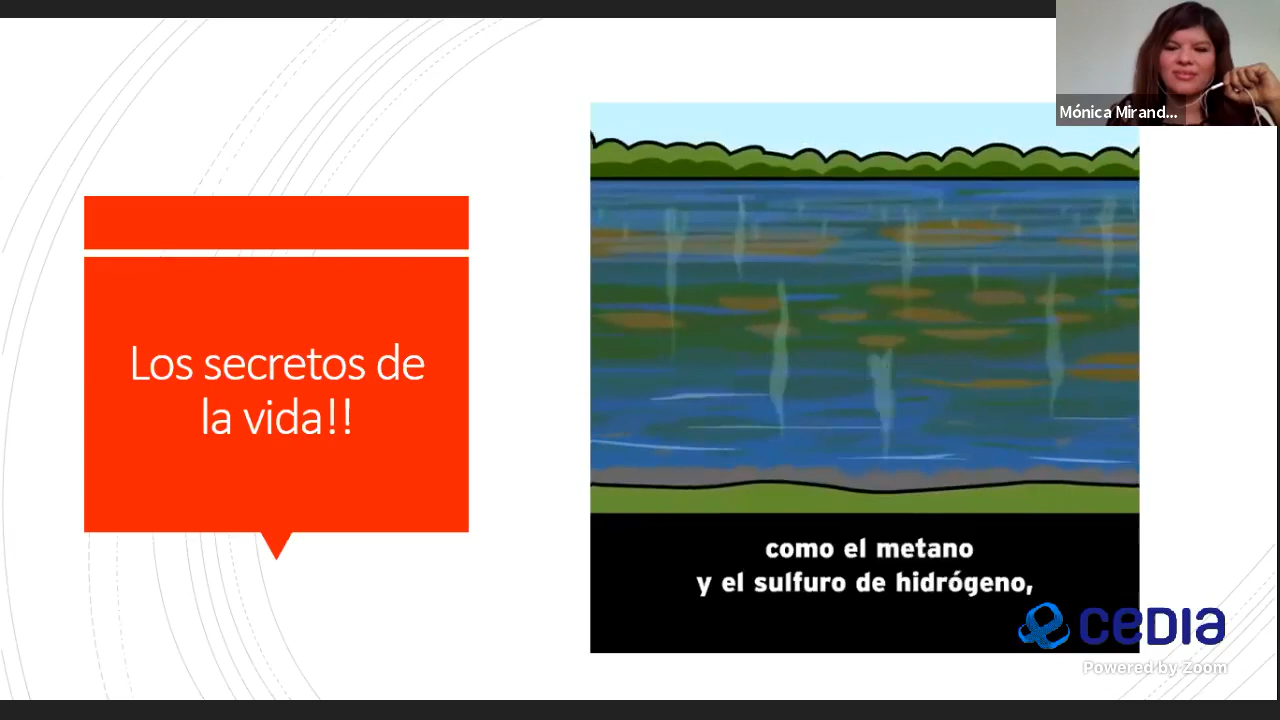 Mónica Mirand...
Los secretos de
la vida!!
como el metano
y el sulfuro de hidrógeno,
ceDIA
Powered by Zoom